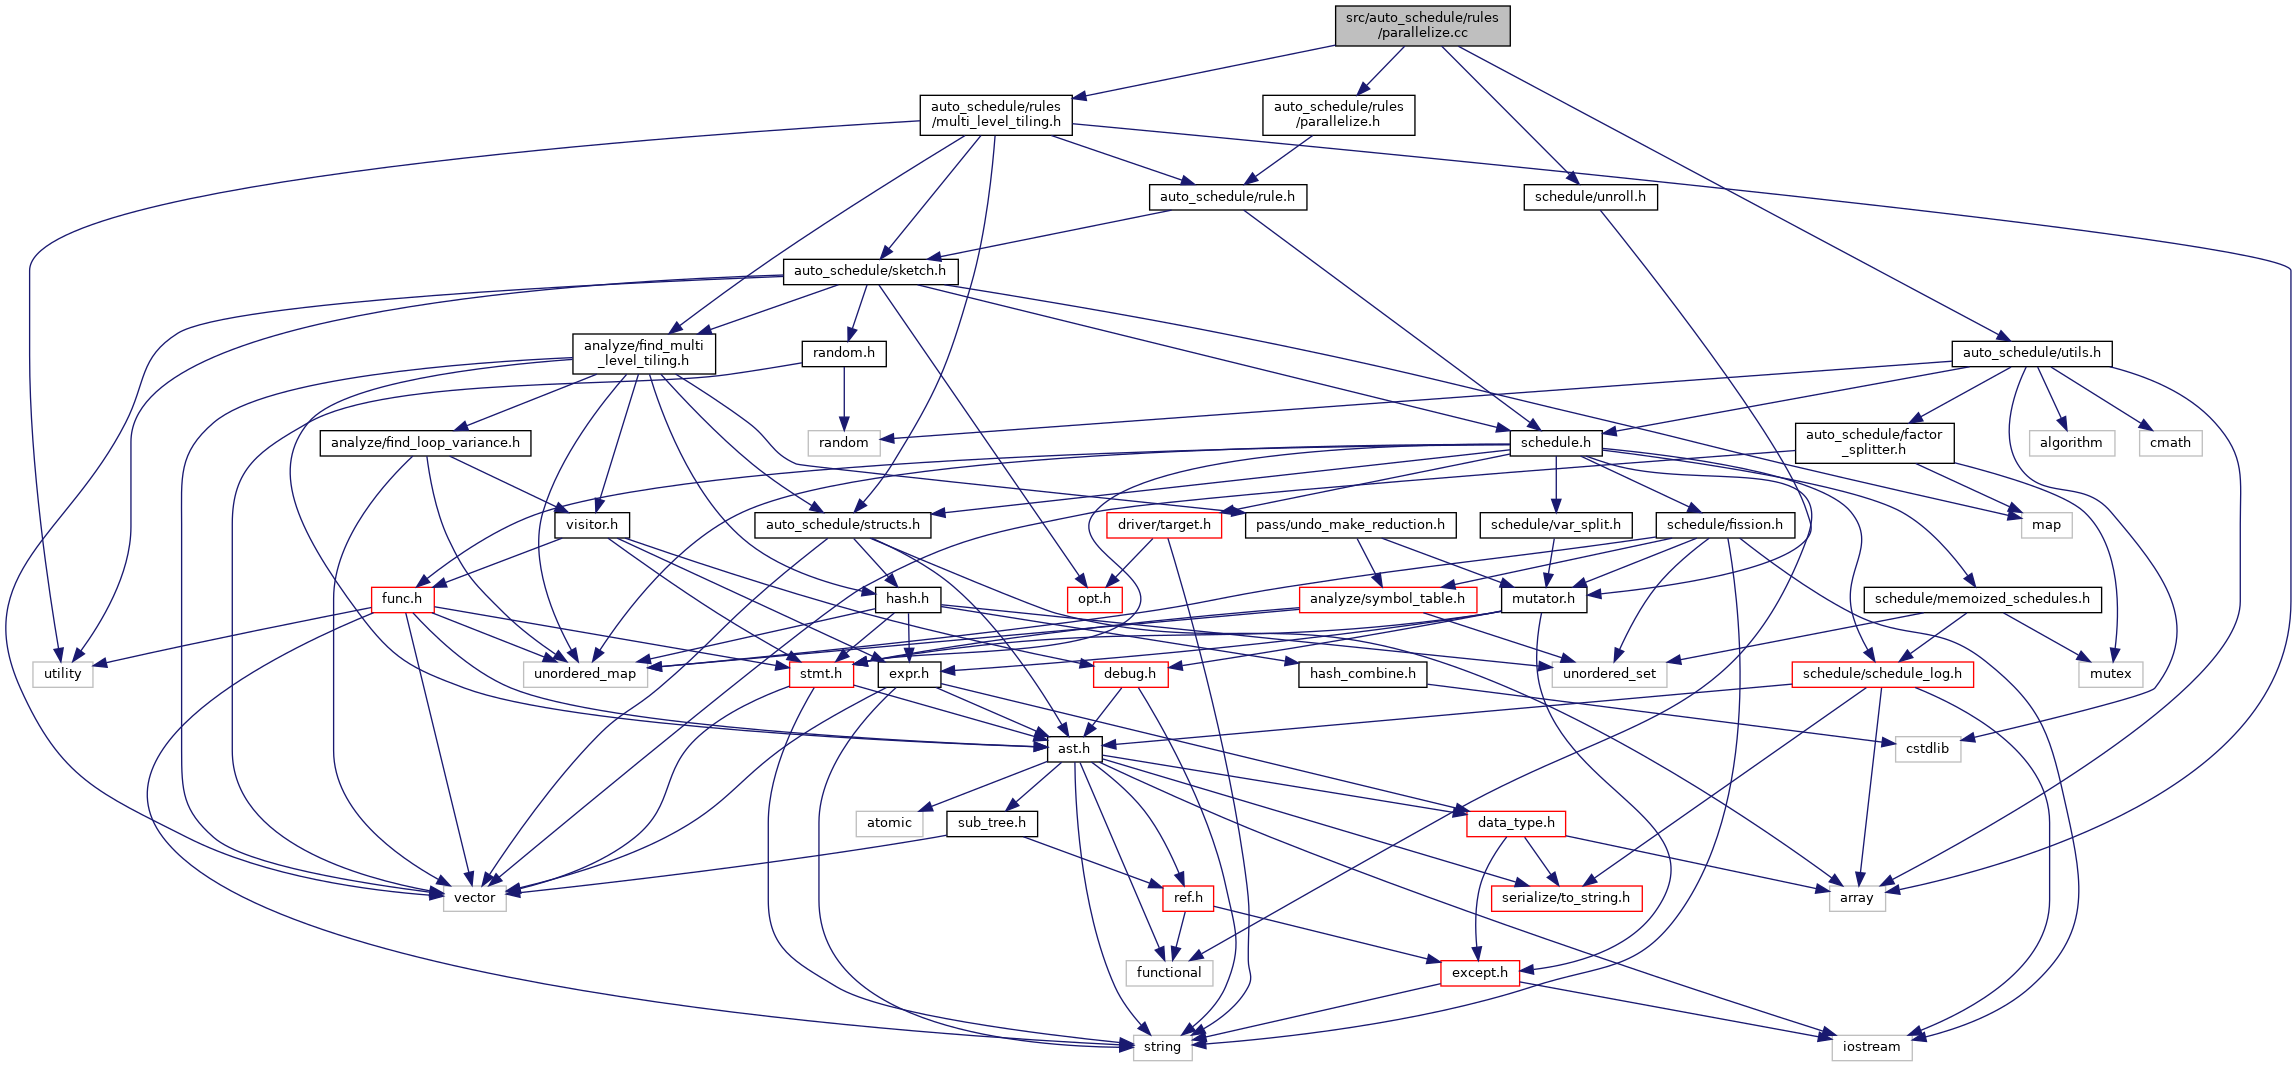 src/auto_schedule/rules
/parallelize.cc
auto_schedule/rules
/multi_level_tiling.h
auto_schedule/rules
/parallelize.h
auto_schedule/rule.h
schedule/unroll.h
auto_schedule/sketch.h
analyze/find_multi
_level_tiling.h
random.h
auto_schedule/utils.h
analyze/find_loop_variance.h
random
schedule.h
auto_schedule/factor
_splitter.h
algorithm
cmath
visitor.h
auto_schedule/structs.h
driver/target.h
pass/undo_make_reduction.h
schedule/var_split.h
schedule/fission.h
map
func.h
hash.h
opt.h
analyze/symbol_table.h
mutator.h
schedule/memoized_schedules.h
utility
unordered_map
stmt.h
expr.h
debug.h
hash_combine.h
unordered_set
schedule/schedule_log.h
mutex
ast.h
cstdlib
atomic
sub_tree.h
data_type.h
vector
ref.h
serialize/to_string.h
array
functional
except.h
string
iostream